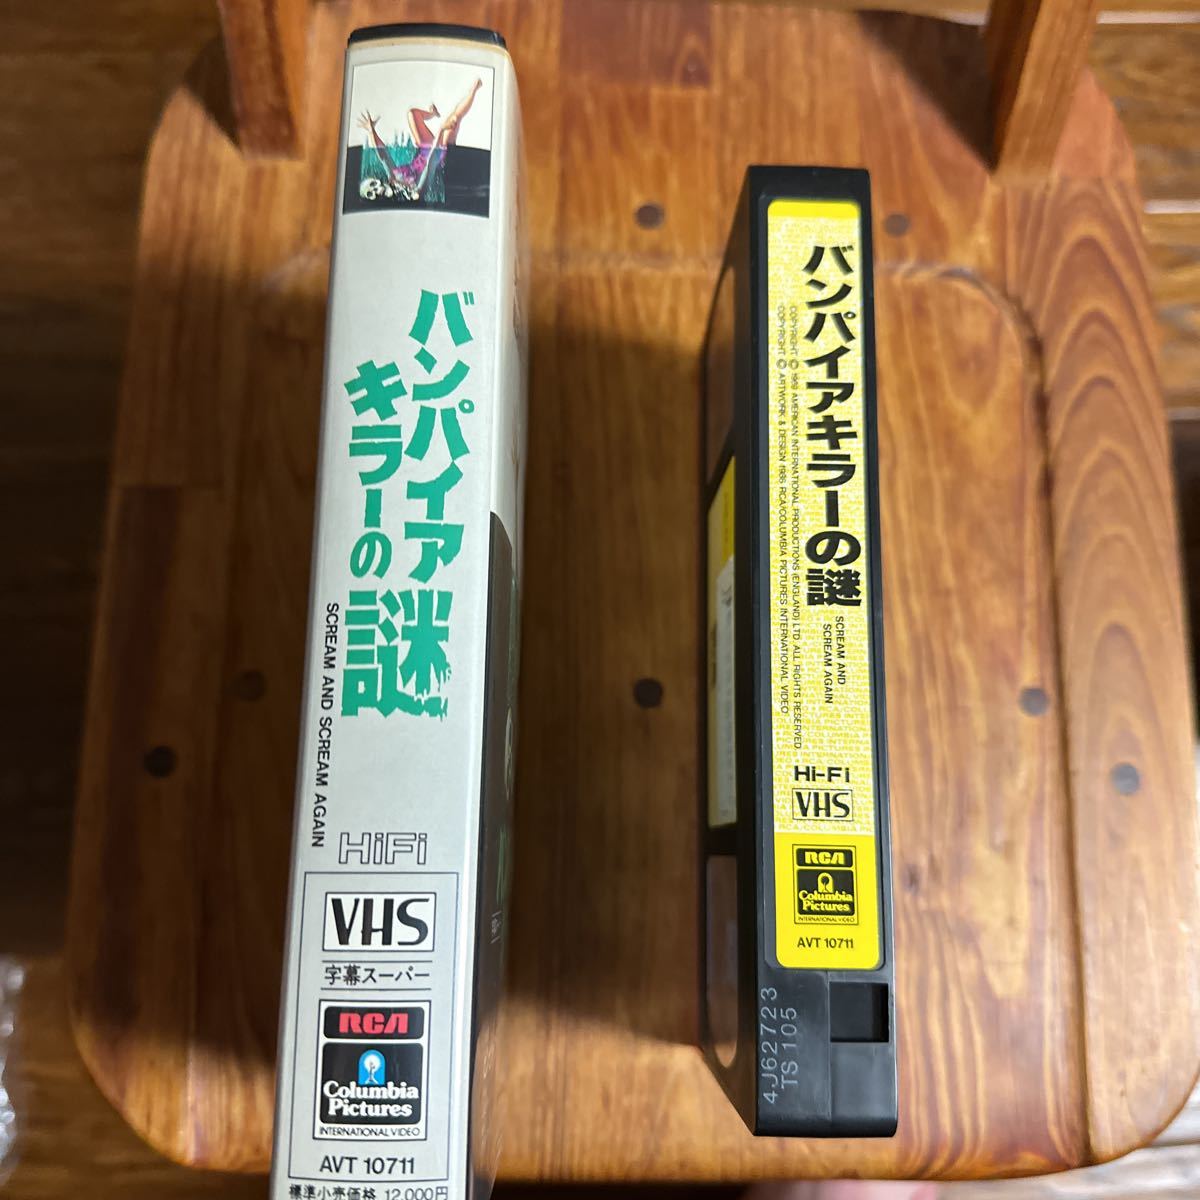 バンパイア
キラーの
謎
SCREAM AND SCREAM AGAIN
HiFi
VHS
字幕スーパー
RCA
Columbia
Pictures
INTERNATIONAL VIDEO
AVT 10711
標準小売価格 12,000円
バンパイアキラーの謎
SCREAM AND
SCREAM AGAIN
COPYRIGHT © 1969 AMERICAN INTERNATIONAL PRODUCTIONS (ENGLAND) LTD. ALL RIGHTS RESERVED.
COPYRIGHT © ARTWORK & DESIGN 1986 RCA/COLUMBIA PICTURES INTERNATIONAL VIDEO
Hi-Fi
VHS
RCA
Columbia
Pictures
INTERNATIONAL VIDEO
AVT 10711
4J62723
TS105